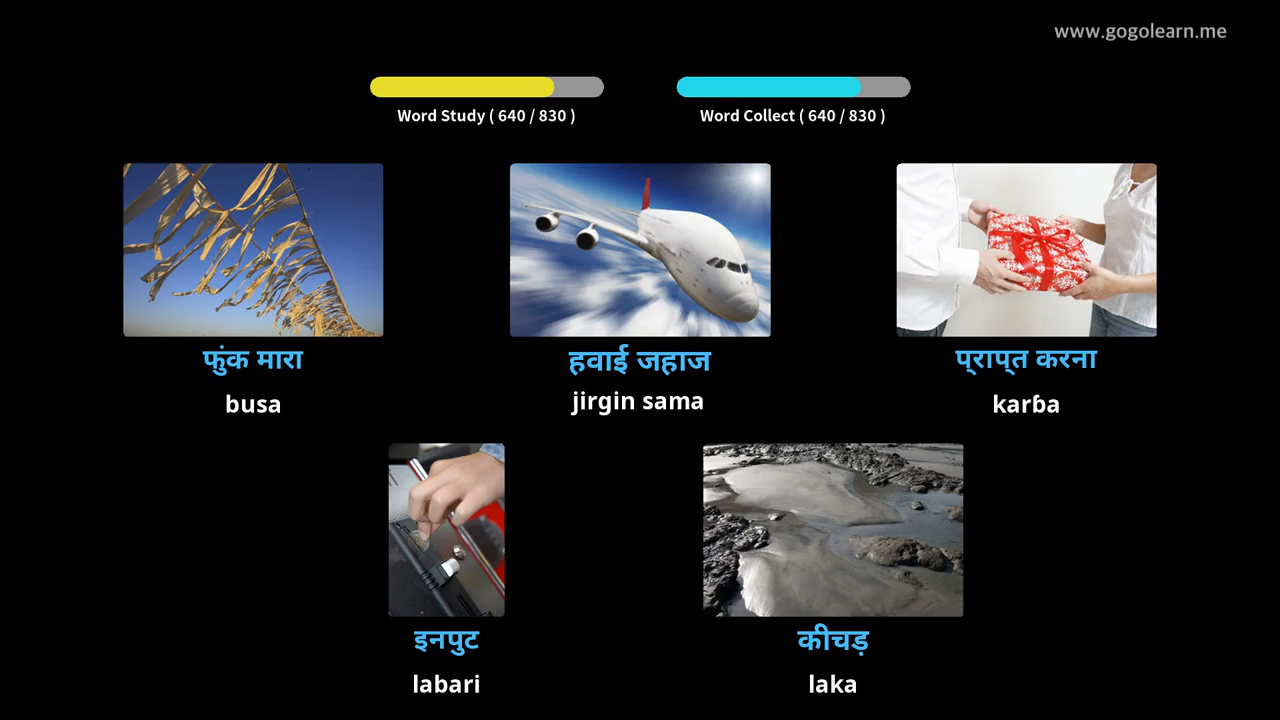 www.gogolearn.me
Word Study ( 640 / 830 )
Word Collect ( 640 / 830 )
फुंक मारा
हवाई जहाज
प्राप्त करना
busa
jirgin sama
karɓa
इनपुट
कीचड़
labari
laka